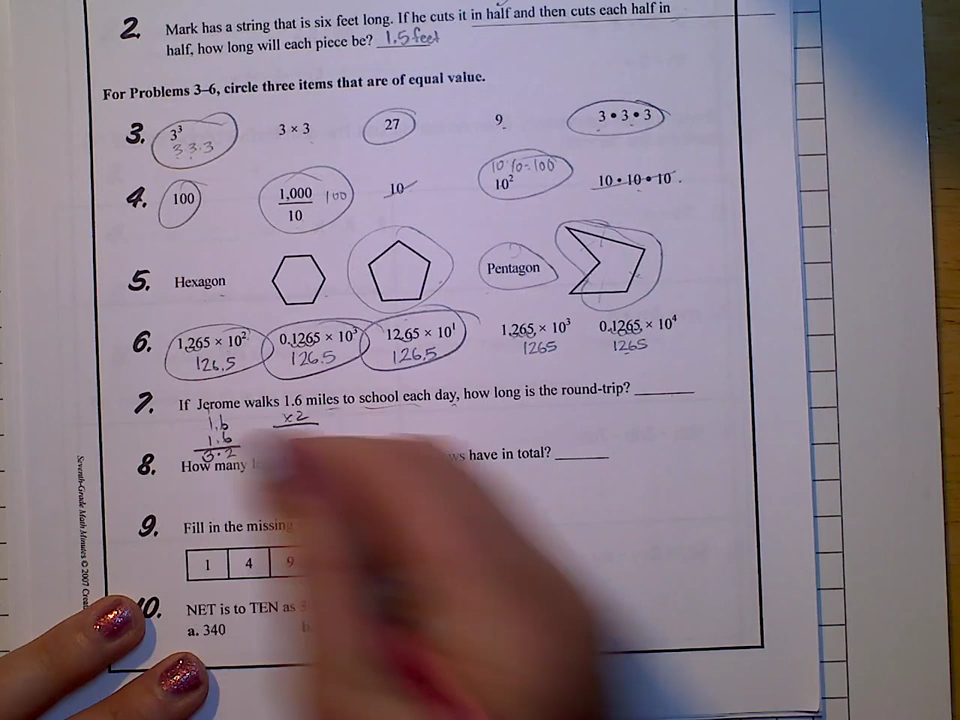 2. Mark has a string that is six feet long. If he cuts it in half and then cuts each half in
half, how long will each piece be? 1.5 feet
For Problems 3–6, circle three items that are of equal value.
3. 3³ 3 × 3 27 9 3 • 3 • 3
3·3·3
10·10=100
4. 100 1,000/10 100 10 10² 10 • 10 • 10
5. Hexagon Pentagon
6. 1.265 × 10² 0.1265 × 10³ 12.65 × 10¹ 1.265 × 10³ 0.1265 × 10⁴
126.5 126.5 126.5 1265 1265
7. If Jerome walks 1.6 miles to school each day, how long is the round-trip?
1.6 x2
1.6
3.2
8. How many have in total?
9. Fill in the missing
1 4 9
10. NET is to TEN as
a. 340
Seventh-Grade Math Minutes © 2007